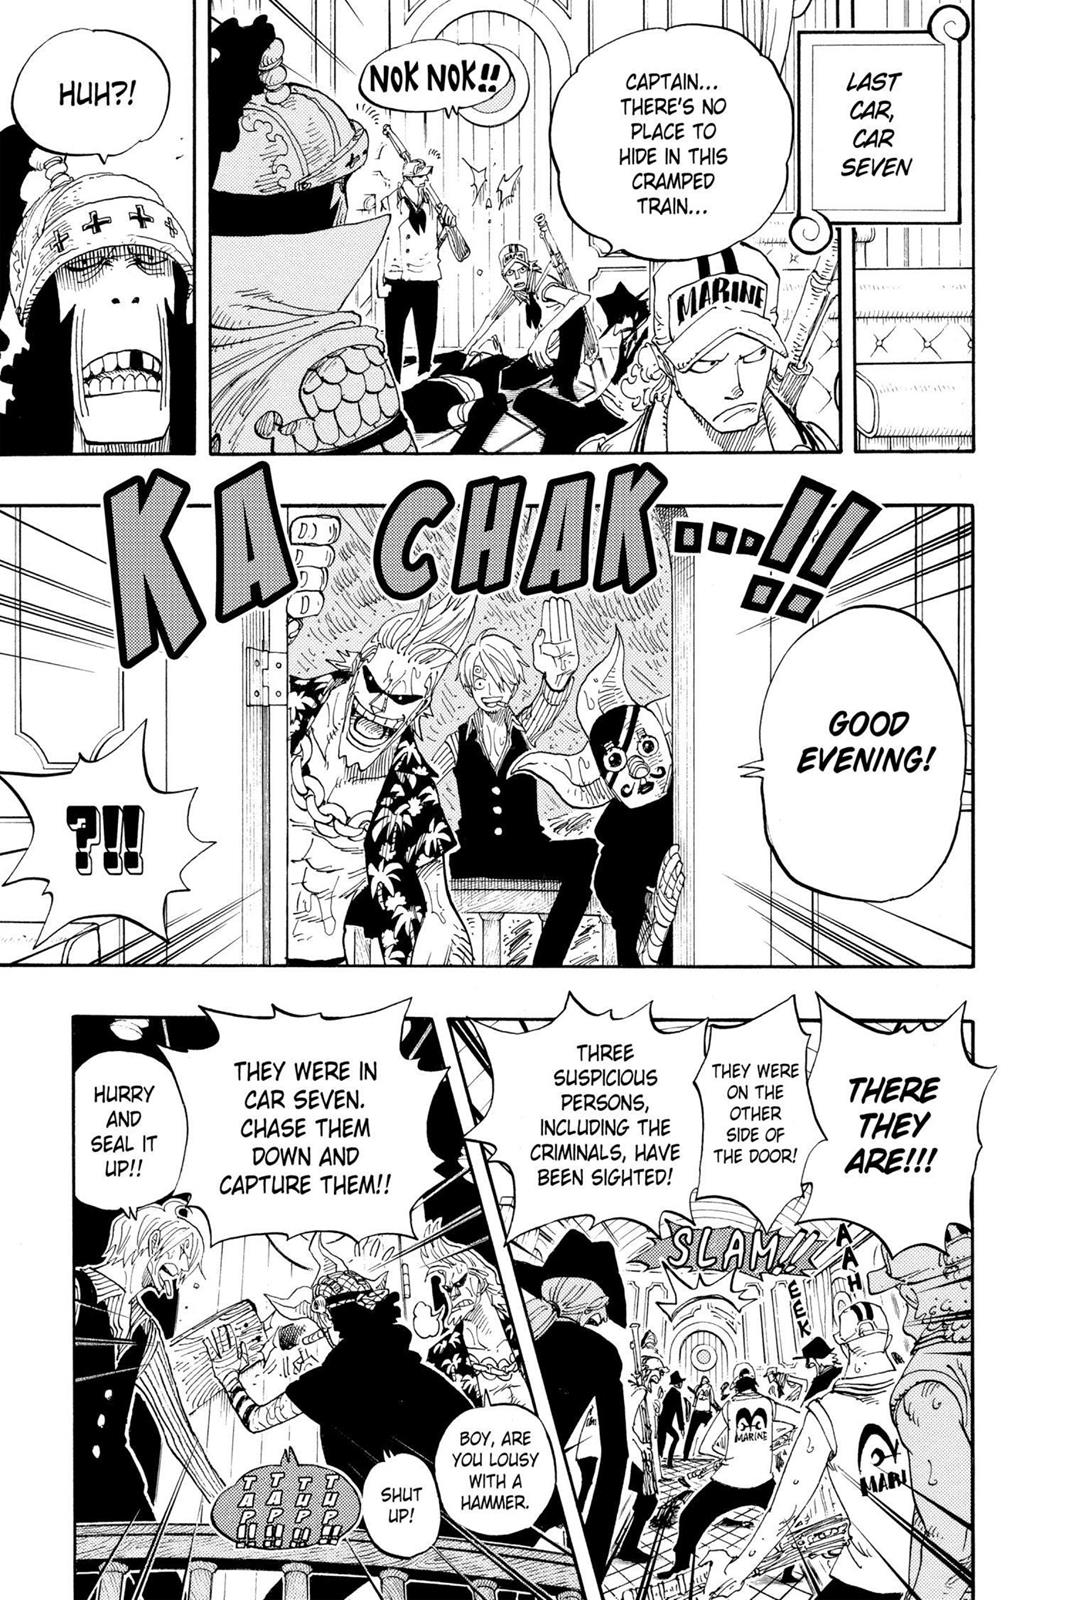 LAST
CAR,
CAR
SEVEN
CAPTAIN...
THERE'S NO
PLACE TO
HIDE IN THIS
CRAMPED
TRAIN...
MARINE
NOK NOK!!
HUH?!
KA CHAK...!!
GOOD
EVENING!
?!!
THERE
THEY
ARE!!!
THEY WERE
ON THE
OTHER
SIDE OF
THE DOOR!
THREE
SUSPICIOUS
PERSONS,
INCLUDING THE
CRIMINALS, HAVE
BEEN SIGHTED!
SLAM!!
AAH
EEK
MARINE
MARI
THEY WERE IN
CAR SEVEN.
CHASE THEM
DOWN AND
CAPTURE THEM!!
HURRY
AND
SEAL IT
UP!!
BOY, ARE
YOU LOUSY
WITH A
HAMMER.
SHUT
UP!
TUP!!
TUP!!
TAP!!
TAP!!